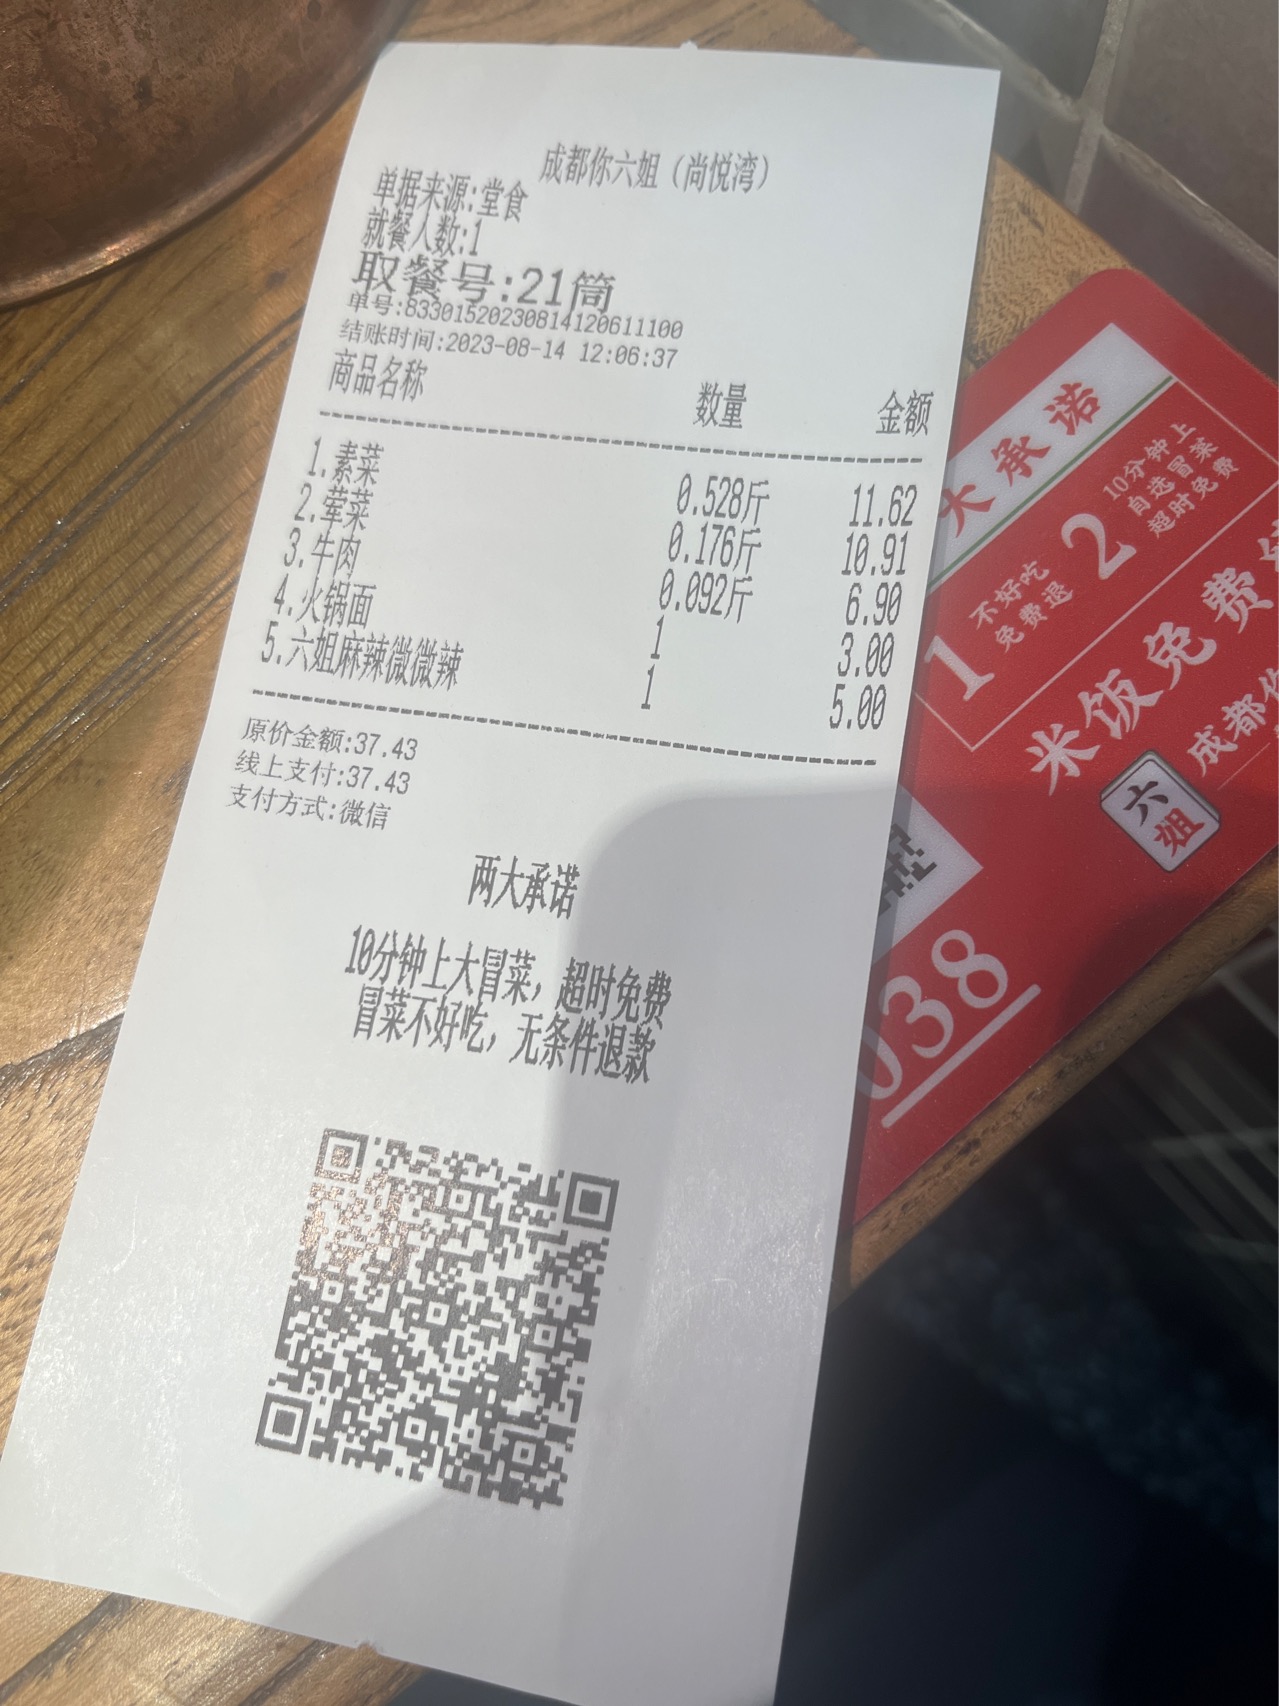 成都你六姐（尚悦湾）
单据来源:堂食
就餐人数:1
取餐号:21筒
单号:83301520230814120611100
结账时间:2023-08-14 12:06:37
商品名称 数量 金额
1.素菜 0.528斤 11.62
2.荤菜 0.176斤 10.91
3.牛肉 0.092斤 6.90
4.火锅面 1 3.00
5.六姐麻辣微微辣 1 5.00
原价金额:37.43
线上支付:37.43
支付方式:微信
两大承诺
10分钟上大冒菜，超时免费
冒菜不好吃，无条件退款
大承诺
1 不好吃
免费退
2 10分钟上
自选冒菜
超时免费
米饭免费
成都你
六姐
038